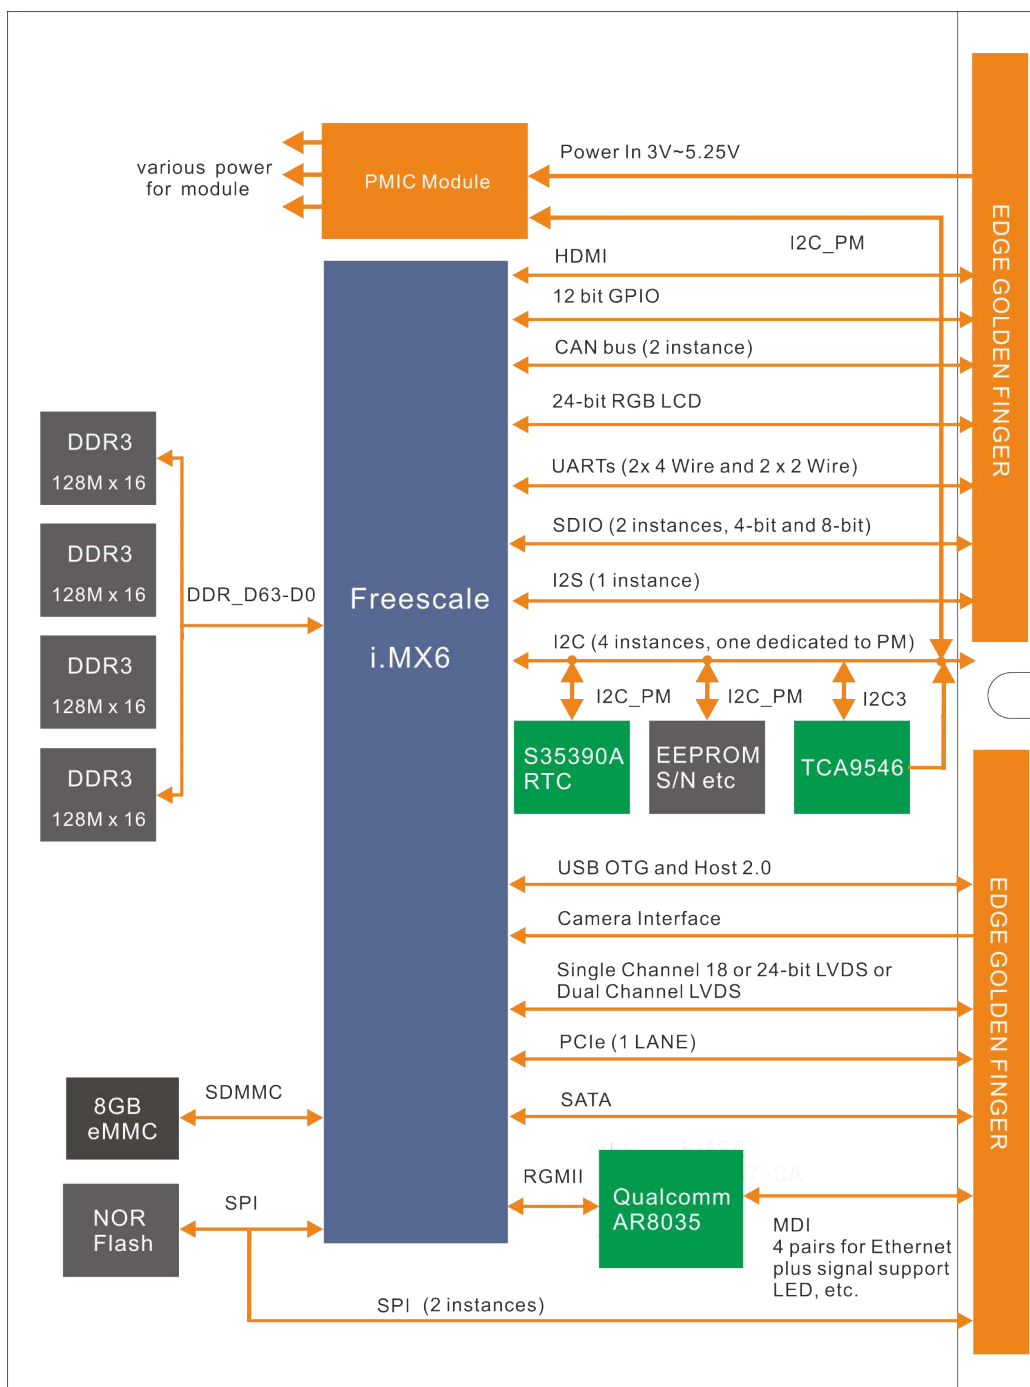 various power
for module
PMIC Module
Power In 3V~5.25V
I2C_PM
EDGE GOLDEN FINGER
HDMI
12 bit GPIO
CAN bus (2 instance)
24-bit RGB LCD
UARTs (2x 4 Wire and 2 x 2 Wire)
SDIO (2 instances, 4-bit and 8-bit)
I2S (1 instance)
I2C (4 instances, one dedicated to PM)
DDR3
128M x 16
DDR3
128M x 16
DDR3
128M x 16
DDR3
128M x 16
DDR_D63-D0
Freescale
i.MX6
I2C_PM
I2C_PM
I2C3
S35390A
RTC
EEPROM
S/N etc
TCA9546
USB OTG and Host 2.0
Camera Interface
Single Channel 18 or 24-bit LVDS or
Dual Channel LVDS
PCIe (1 LANE)
SATA
EDGE GOLDEN FINGER
8GB
eMMC
SDMMC
NOR
Flash
SPI
RGMII
Qualcomm
AR8035
MDI
4 pairs for Ethernet
plus signal support
LED, etc.
SPI (2 instances)